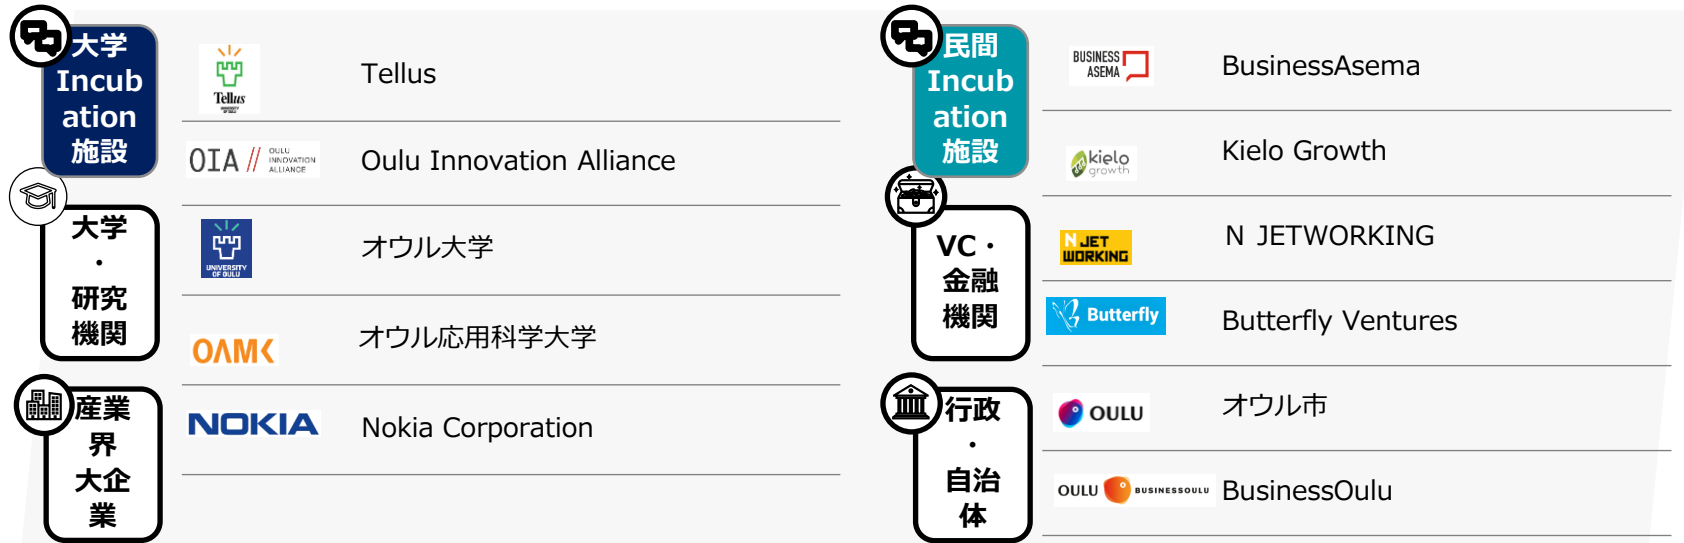 大学
Incub
ation
施設
Tellus
UNIVERSITY
OF OULU
Tellus
OIA // OULU
INNOVATION
ALLIANCE
Oulu Innovation Alliance
大学
・
研究
機関
UNIVERSITY
OF OULU
オウル大学
OAMK
オウル応用科学大学
産業
界
大企
業
NOKIA
Nokia Corporation
民間
Incub
ation
施設
BUSINESS
ASEMA
BusinessAsema
kielo
growth
Kielo Growth
VC・
金融
機関
N JET
WORKING
N JETWORKING
Butterfly
Butterfly Ventures
行政
・
自治
体
OULU
オウル市
OULU BUSINESSOULU
BusinessOulu